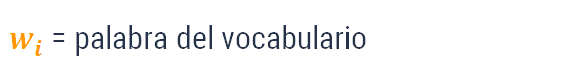 wᵢ = palabra del vocabulario